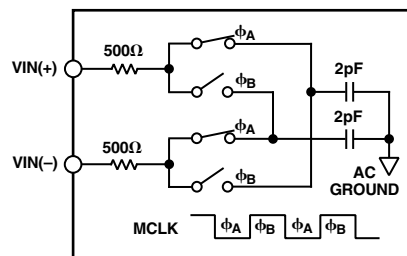 500Ω
ϕA
VIN(+)
ϕB
2pF
500Ω
ϕA
2pF
VIN(–)
ϕB
AC
GROUND
MCLK
ϕA ϕB ϕA ϕB